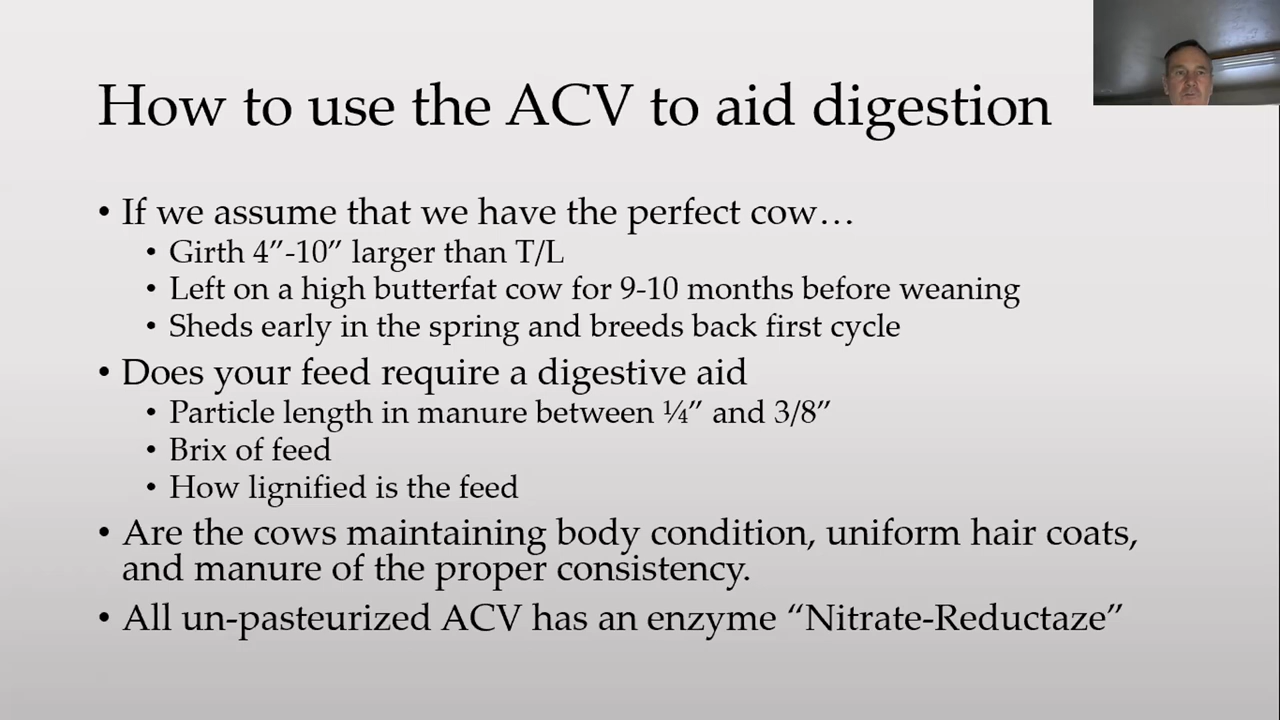 How to use the ACV to aid digestion
• If we assume that we have the perfect cow…
• Girth 4”-10” larger than T/L
• Left on a high butterfat cow for 9-10 months before weaning
• Sheds early in the spring and breeds back first cycle
• Does your feed require a digestive aid
• Particle length in manure between ¼” and 3/8”
• Brix of feed
• How lignified is the feed
• Are the cows maintaining body condition, uniform hair coats,
and manure of the proper consistency.
• All un-pasteurized ACV has an enzyme “Nitrate-Reductaze”